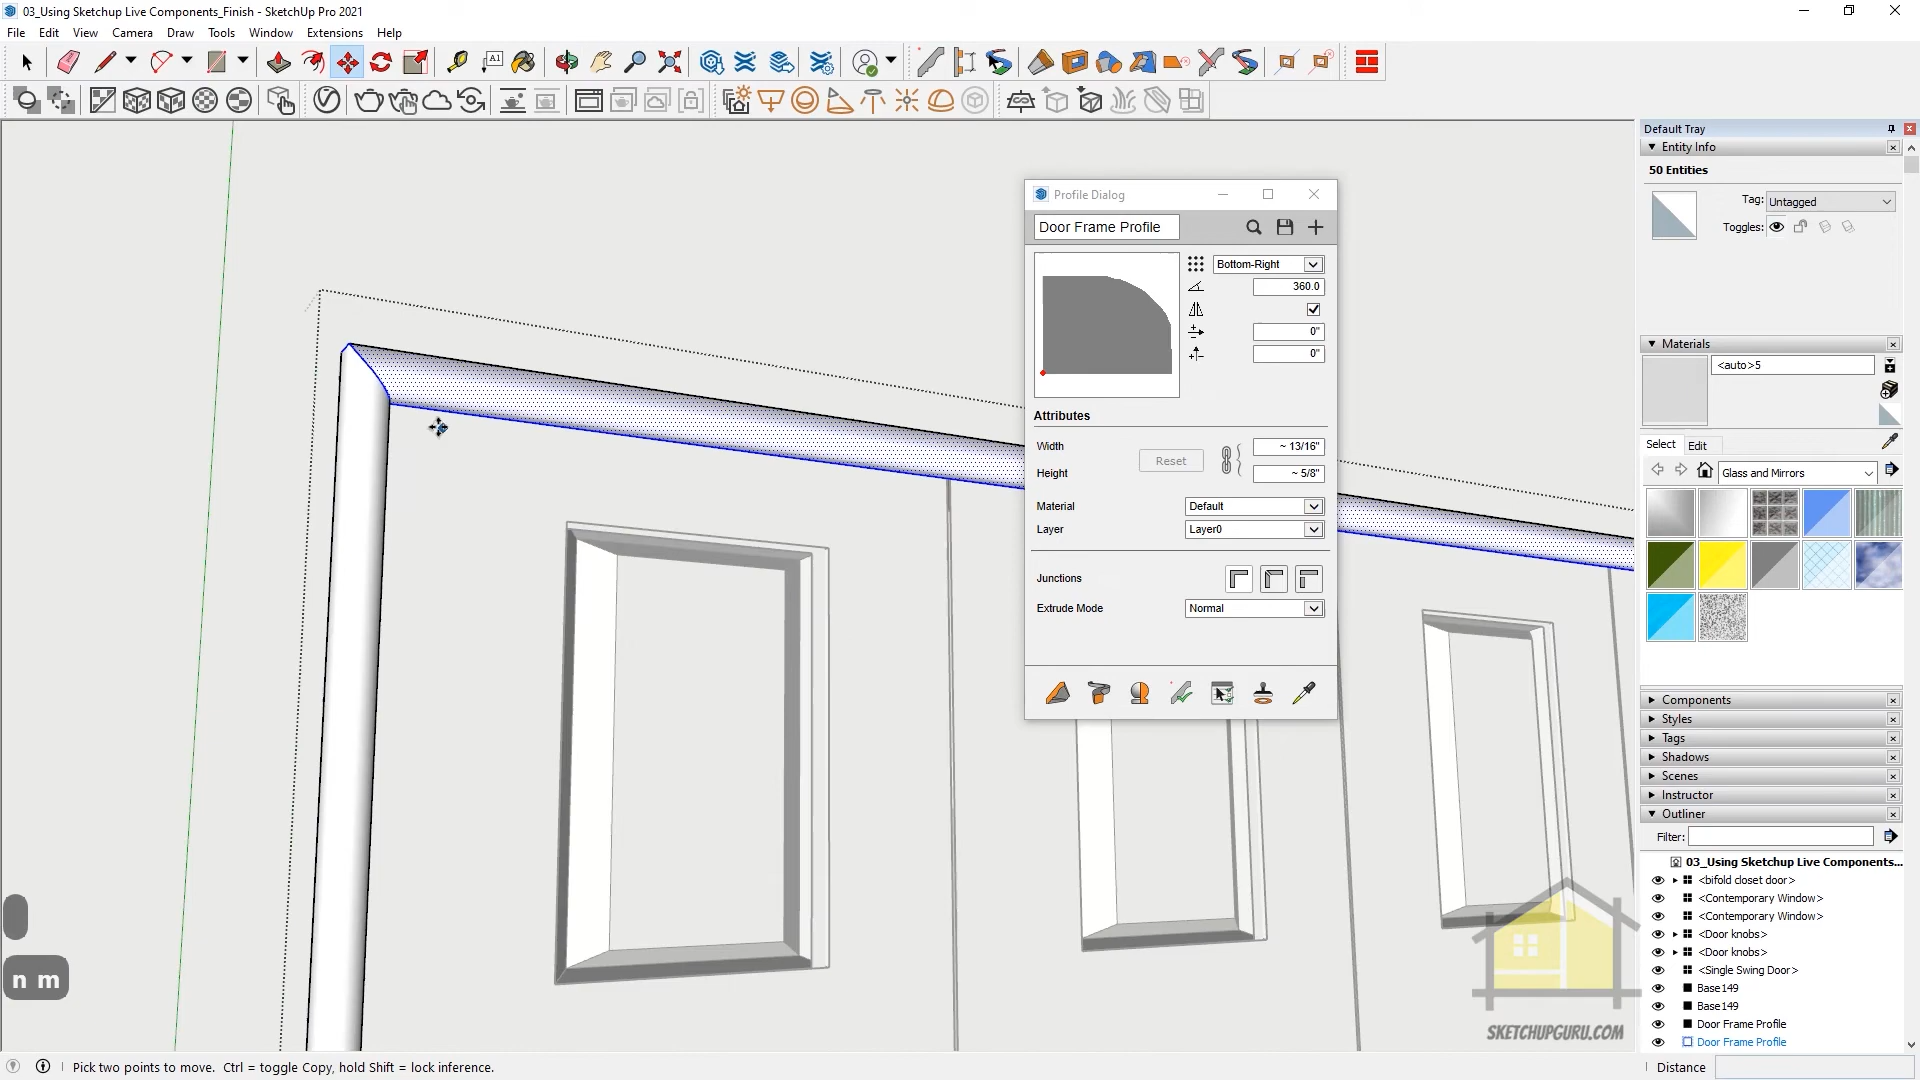 03_Using Sketchup Live Components_Finish - SketchUp Pro 2021
File Edit View Camera Draw Tools Window Extensions Help
A1
Default Tray
Entity Info
50 Entities
Tag: Untagged
Toggles:
Profile Dialog
Door Frame Profile
Bottom-Right
360.0
0"
0"
Attributes
Width ~ 13/16"
Reset
Height ~ 5/8"
Material Default
Layer Layer0
Junctions
Extrude Mode Normal
Materials
<auto>5
Select Edit
Glass and Mirrors
Components
Styles
Tags
Shadows
Scenes
Instructor
Outliner
Filter:
03_Using Sketchup Live Components...
<bifold closet door>
<Contemporary Window>
<Contemporary Window>
<Door knobs>
<Door knobs>
<Single Swing Door>
Base149
Base149
Door Frame Profile
Door Frame Profile
n m
SKETCHUPGURU.COM
Pick two points to move. Ctrl = toggle Copy, hold Shift = lock inference.
Distance